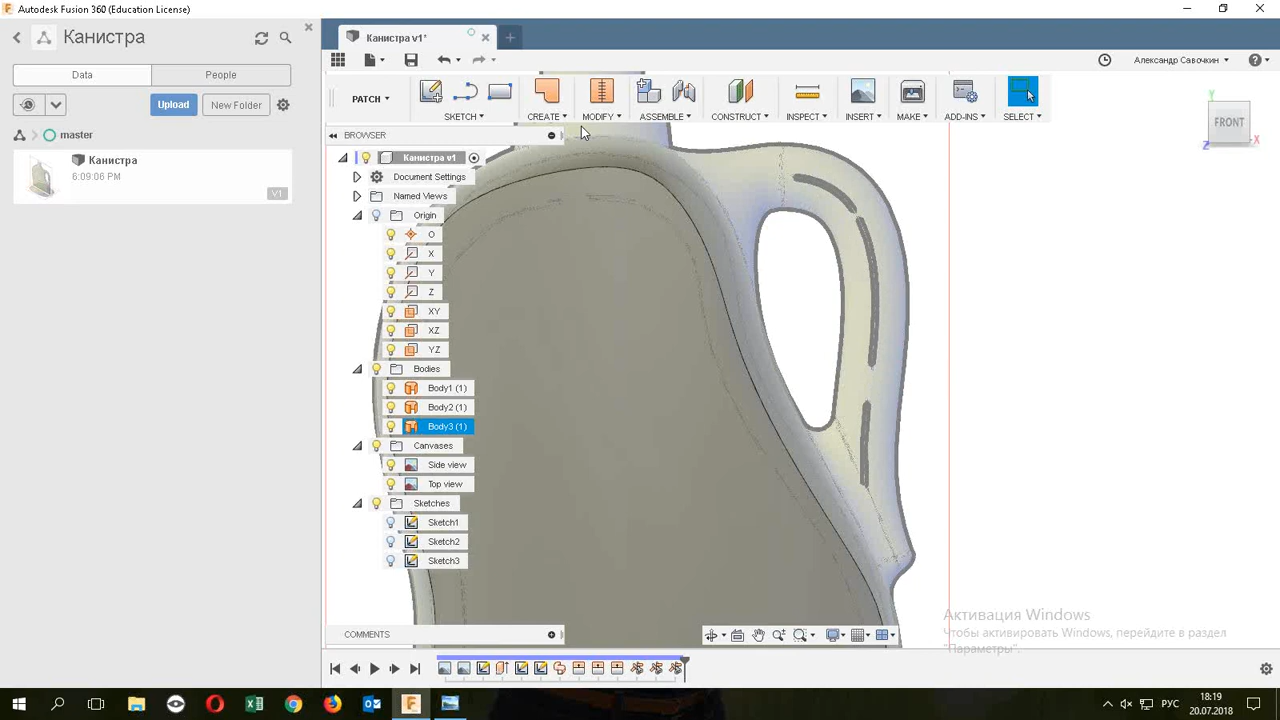 Autodesk Fusion 360 (Education License)
Канистра
Data
People
Upload
New Folder
master
Канистра
6:09:06 PM
V1
Канистра v1*
Александр Савочкин
PATCH
SKETCH
CREATE
MODIFY
ASSEMBLE
CONSTRUCT
INSPECT
INSERT
MAKE
ADD-INS
SELECT
Y
FRONT
Z
X
BROWSER
Канистра v1
Document Settings
Named Views
Origin
O
X
Y
Z
XY
XZ
YZ
Bodies
Body1 (1)
Body2 (1)
Body3 (1)
Canvases
Side view
Top view
Sketches
Sketch1
Sketch2
Sketch3
COMMENTS
Активация Windows
Чтобы активировать Windows, перейдите в раздел
"Параметры".
РУС
18:19
20.07.2018